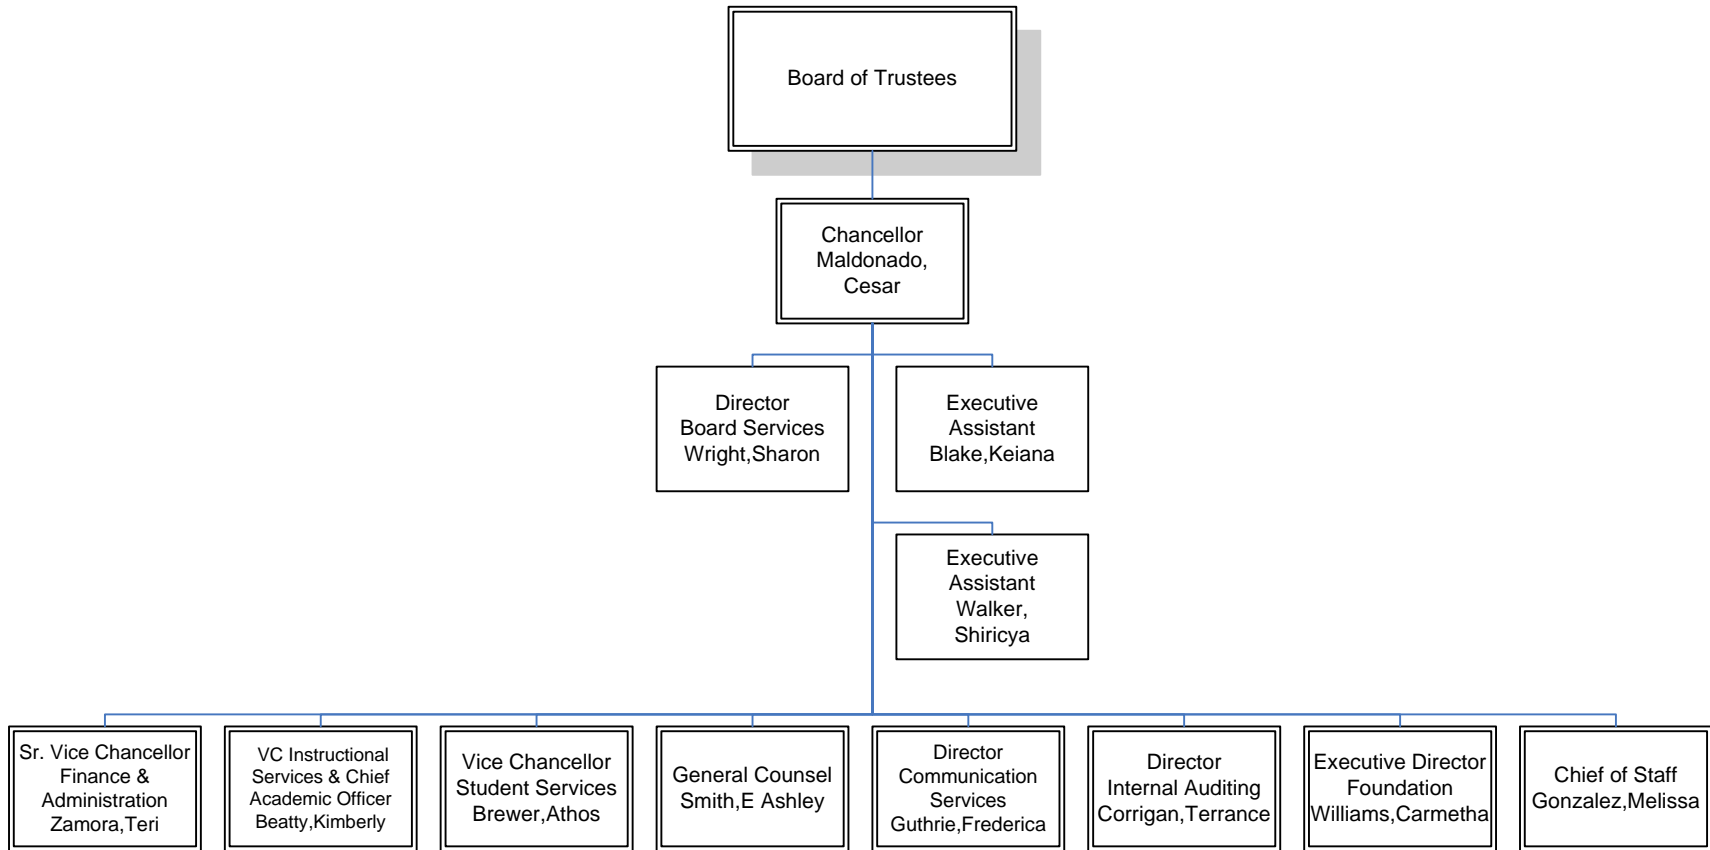 Board of Trustees
Chancellor
Maldonado,
Cesar
Director
Board Services
Wright,Sharon
Executive
Assistant
Blake,Keiana
Executive
Assistant
Walker,
Shiricya
Sr. Vice Chancellor
Finance &
Administration
Zamora,Teri
VC Instructional
Services & Chief
Academic Officer
Beatty,Kimberly
Vice Chancellor
Student Services
Brewer,Athos
General Counsel
Smith,E Ashley
Director
Communication
Services
Guthrie,Frederica
Director
Internal Auditing
Corrigan,Terrance
Executive Director
Foundation
Williams,Carmetha
Chief of Staff
Gonzalez,Melissa